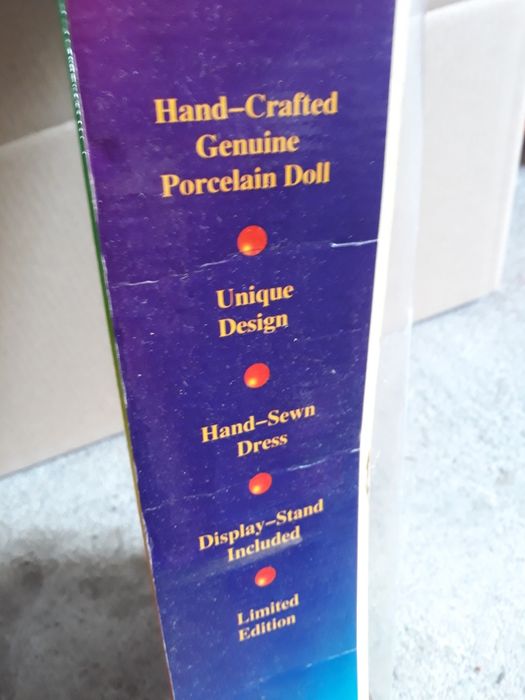 Hand-Crafted
Genuine
Porcelain Doll
Unique
Design
Hand-Sewn
Dress
Display-Stand
Included
Limited
Edition